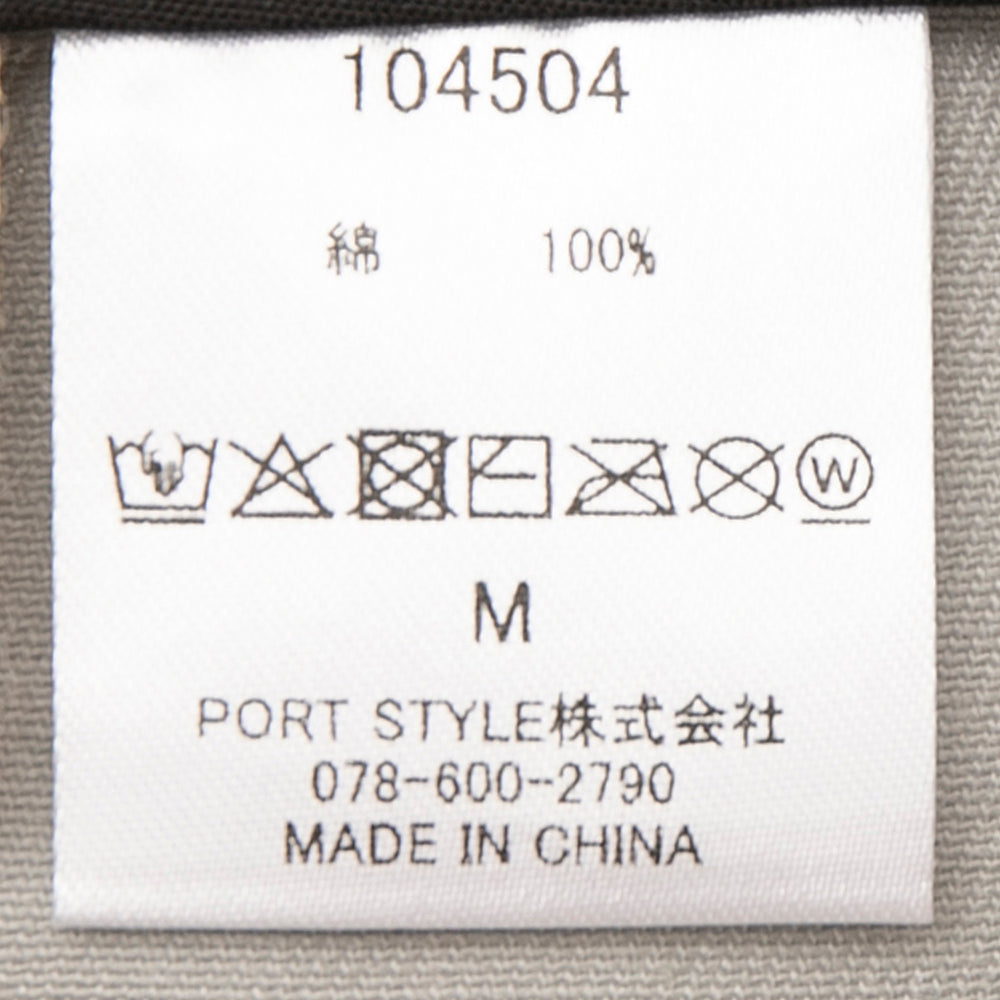 104504
綿 100%
W
M
PORT STYLE株式会社
078-600-2790
MADE IN CHINA